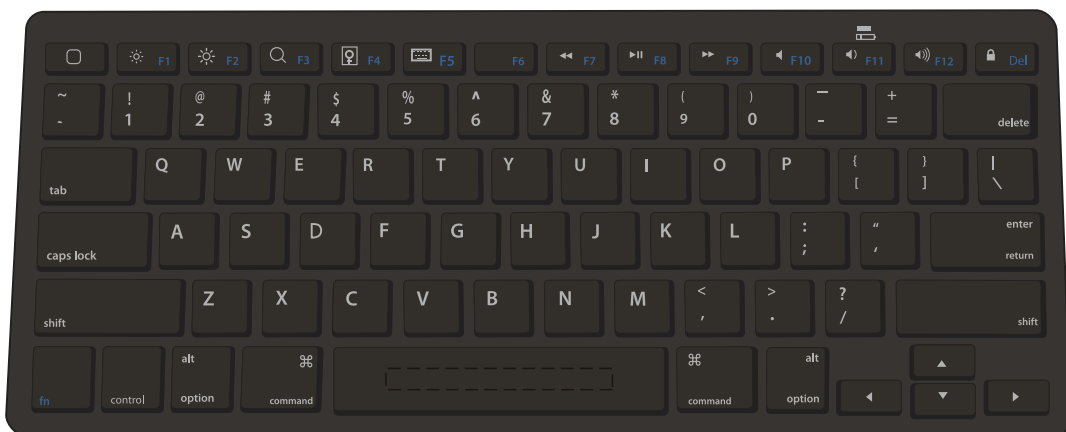 F1 F2 F3 F4 F5 F6 F7 F8 F9 F10 F11 F12 Del
~ ! @ # $ % ^ & * ( ) — +
- 1 2 3 4 5 6 7 8 9 0 - = delete
tab Q W E R T Y U I O P { [ } ] | \
caps lock A S D F G H J K L : ; “ ‘ enter return
shift Z X C V B N M < , > . ? / shift
fn control alt option ⌘ command ⌘ command alt option